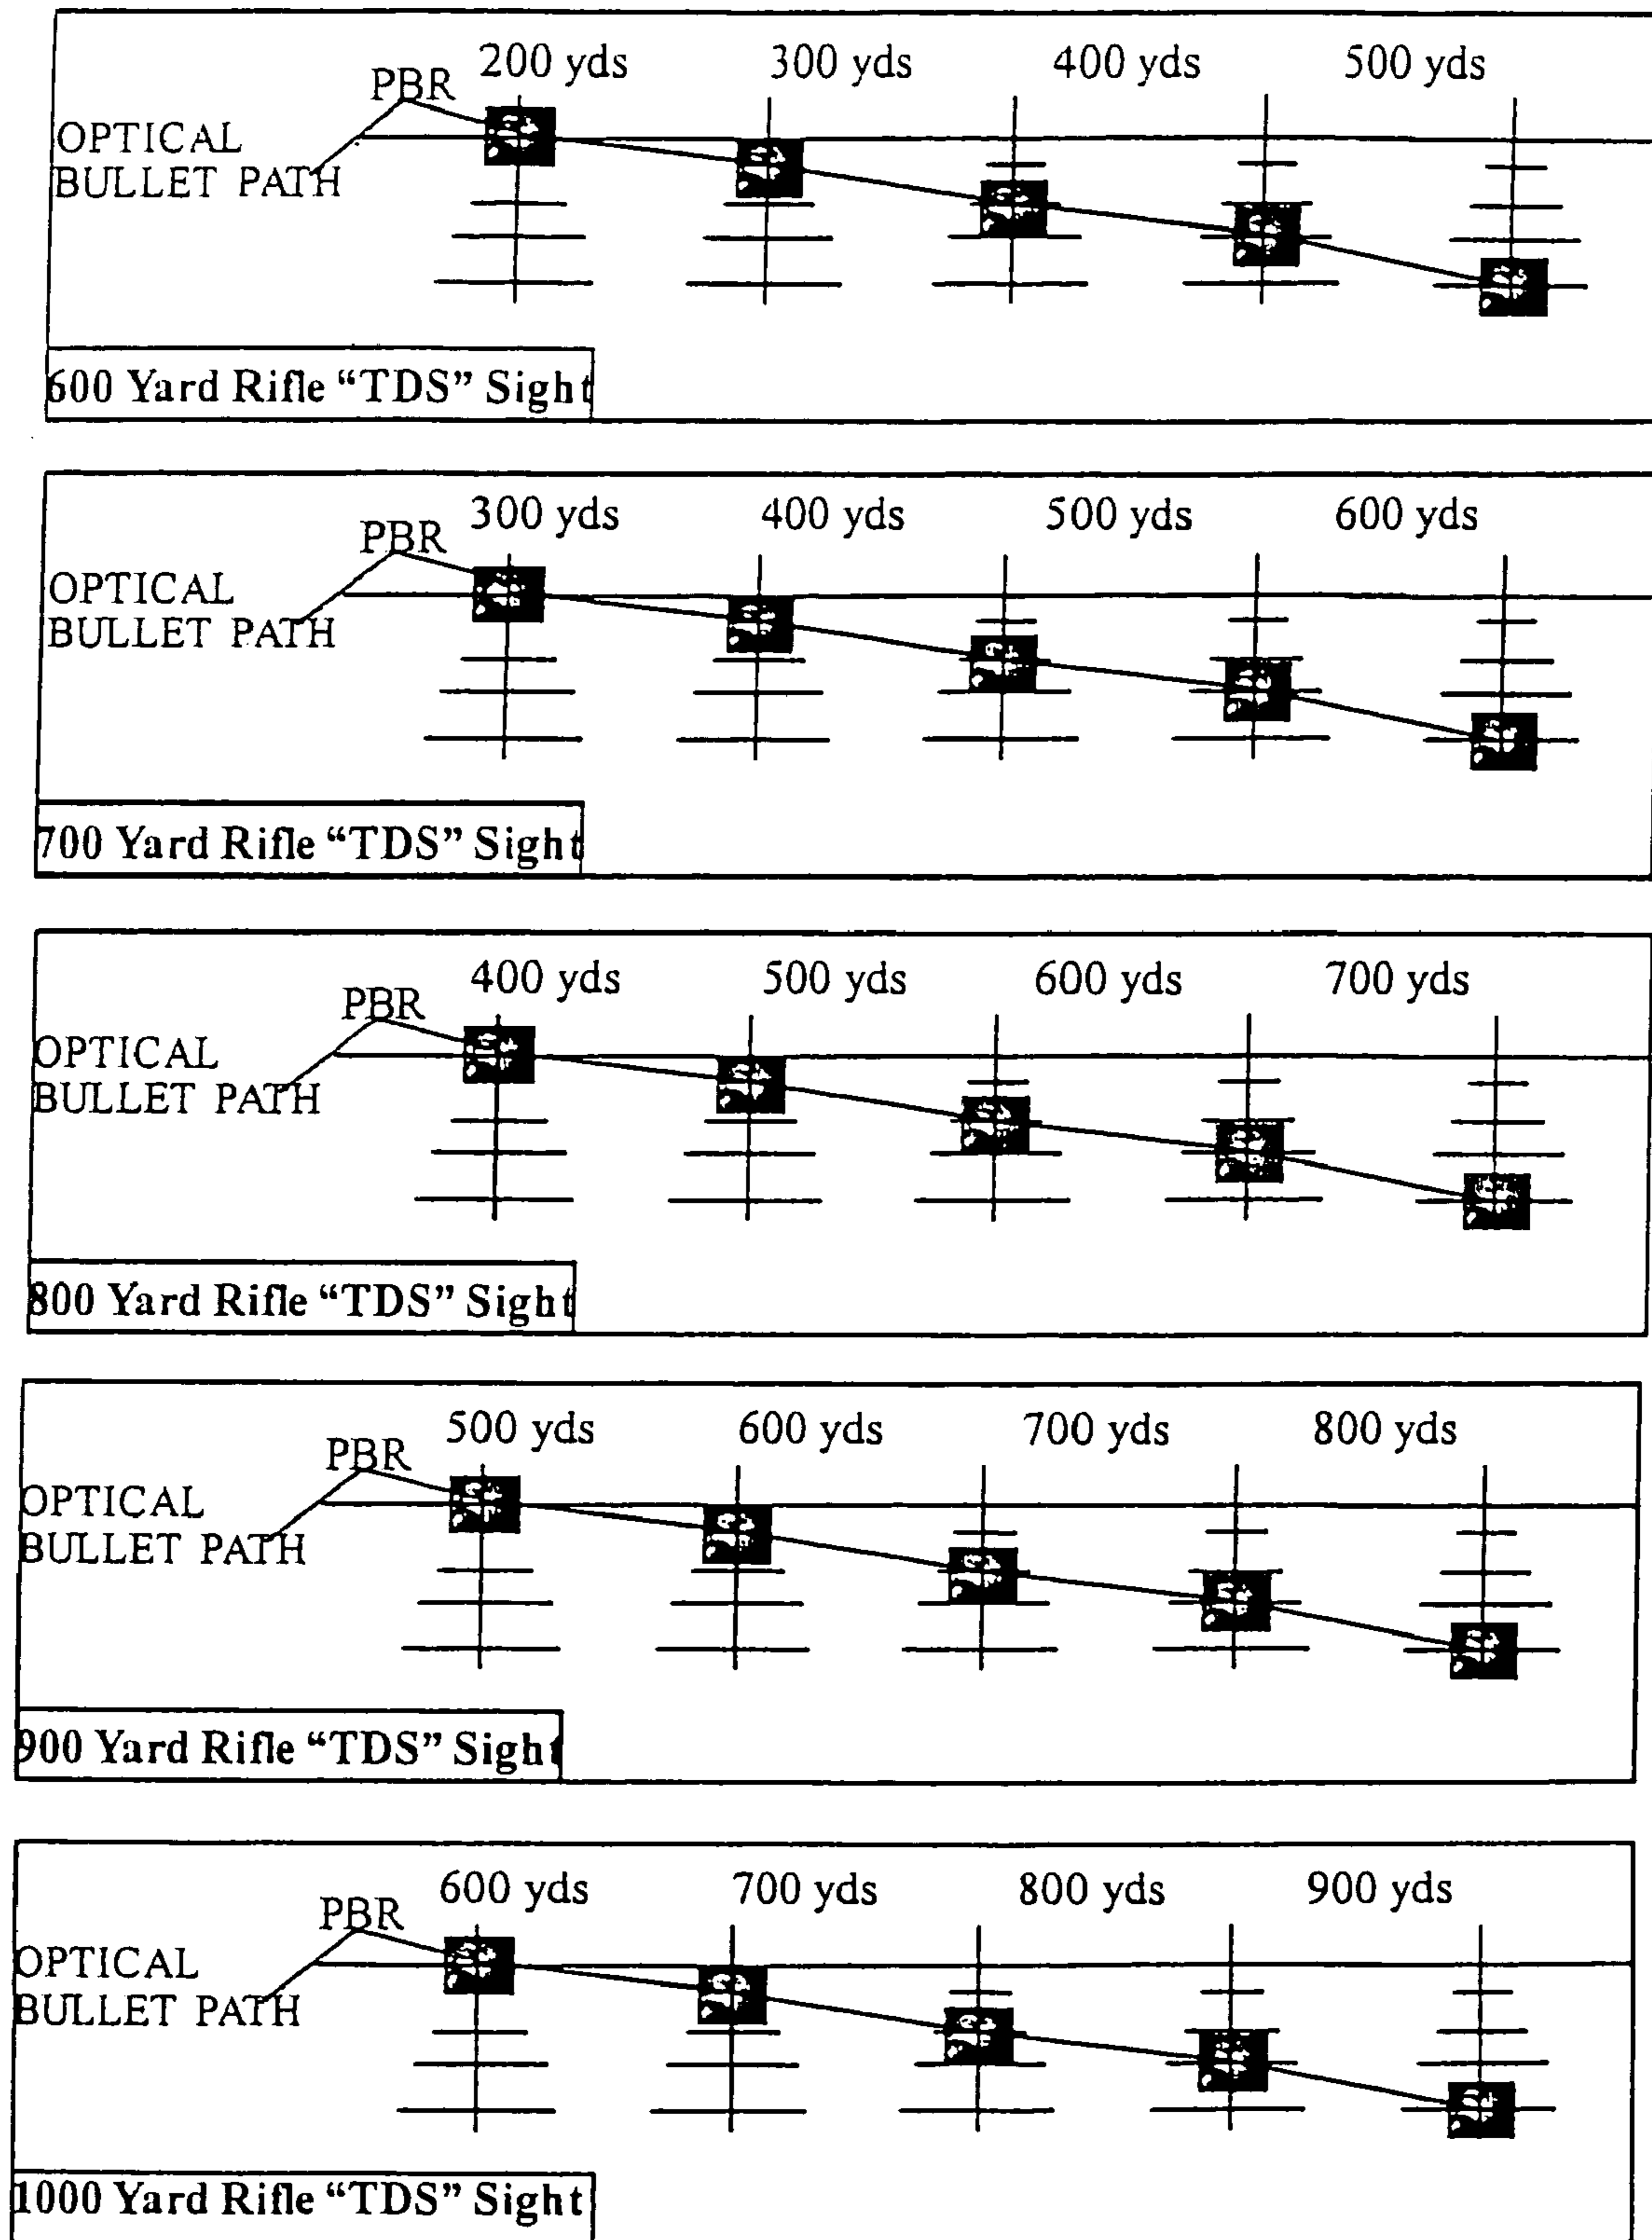 200 yds 300 yds 400 yds 500 yds
PBR
OPTICAL
BULLET PATH
600 Yard Rifle “TDS” Sight
300 yds 400 yds 500 yds 600 yds
PBR
OPTICAL
BULLET PATH
700 Yard Rifle “TDS” Sight
400 yds 500 yds 600 yds 700 yds
PBR
OPTICAL
BULLET PATH
800 Yard Rifle “TDS” Sight
500 yds 600 yds 700 yds 800 yds
PBR
OPTICAL
BULLET PATH
900 Yard Rifle “TDS” Sight
600 yds 700 yds 800 yds 900 yds
PBR
OPTICAL
BULLET PATH
1000 Yard Rifle “TDS” Sight